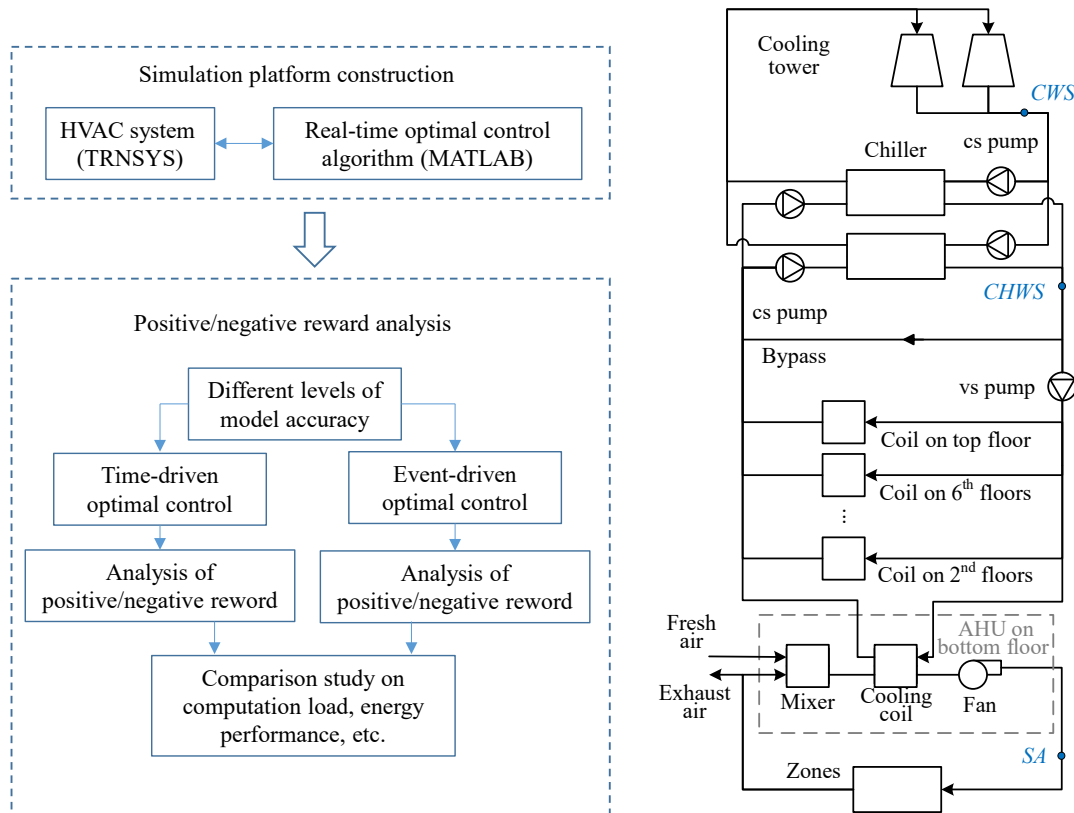 Simulation platform construction
HVAC system
(TRNSYS)
Real-time optimal control
algorithm (MATLAB)
Positive/negative reward analysis
Different levels of
model accuracy
Time-driven
optimal control
Event-driven
optimal control
Analysis of
positive/negative reword
Analysis of
positive/negative reword
Comparison study on
computation load, energy
performance, etc.
Cooling
tower
CWS
cs pump
Chiller
CHWS
cs pump
Bypass
vs pump
Coil on top floor
Coil on 6th floors
...
Coil on 2nd floors
Fresh
air
AHU on
bottom floor
Exhaust
air
Mixer
Cooling
coil
Fan
SA
Zones